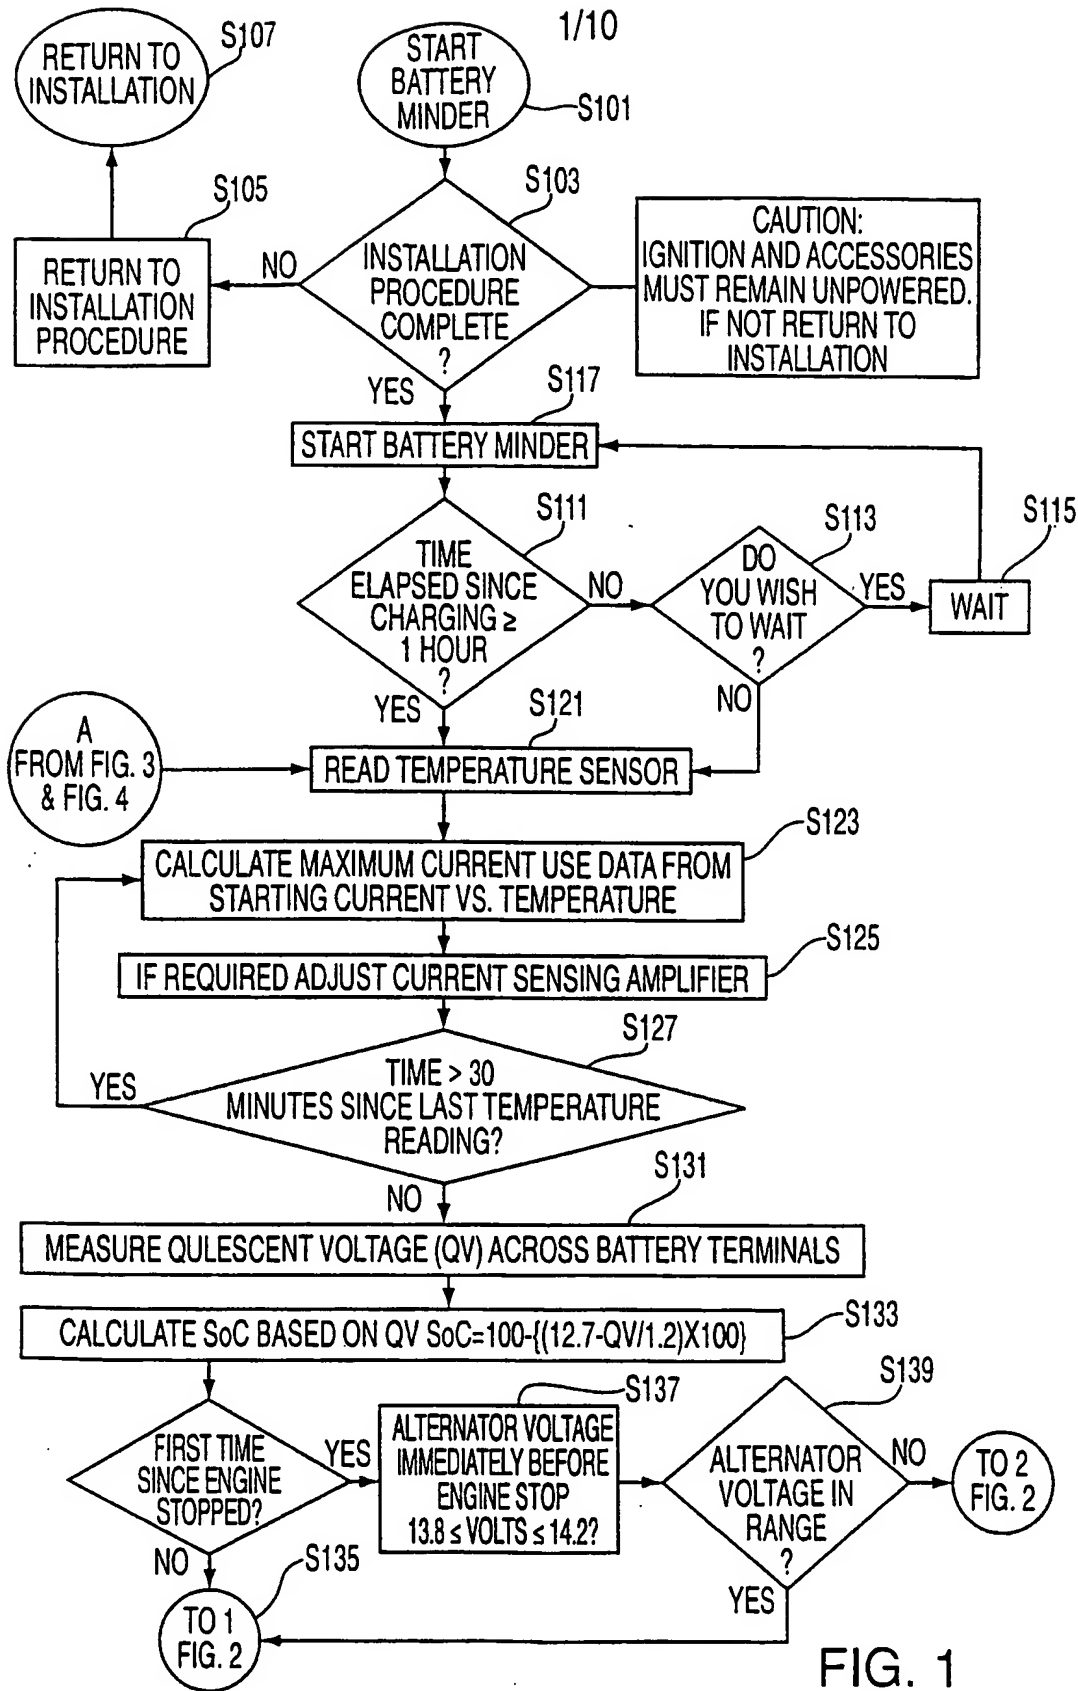 1/10
RETURN TO
INSTALLATION
S107
START
BATTERY
MINDER
S101
S105
RETURN TO
INSTALLATION
PROCEDURE
NO
S103
INSTALLATION
PROCEDURE
COMPLETE
?
YES
CAUTION:
IGNITION AND ACCESSORIES
MUST REMAIN UNPOWERED.
IF NOT RETURN TO
INSTALLATION
S117
START BATTERY MINDER
S111
TIME
ELAPSED SINCE
CHARGING ≥
1 HOUR
?
NO
YES
S113
DO
YOU WISH
TO WAIT
?
YES
NO
S115
WAIT
A
FROM FIG. 3
& FIG. 4
S121
READ TEMPERATURE SENSOR
S123
CALCULATE MAXIMUM CURRENT USE DATA FROM
STARTING CURRENT VS. TEMPERATURE
S125
IF REQUIRED ADJUST CURRENT SENSING AMPLIFIER
S127
TIME > 30
MINUTES SINCE LAST TEMPERATURE
READING?
YES
NO
S131
MEASURE QULESCENT VOLTAGE (QV) ACROSS BATTERY TERMINALS
S133
CALCULATE SoC BASED ON QV SoC=100-{(12.7-QV/1.2)X100}
FIRST TIME
SINCE ENGINE
STOPPED?
YES
NO
S137
ALTERNATOR VOLTAGE
IMMEDIATELY BEFORE
ENGINE STOP
13.8 ≤ VOLTS ≤ 14.2?
S139
ALTERNATOR
VOLTAGE IN
RANGE
?
NO
YES
TO 2
FIG. 2
S135
TO 1
FIG. 2
FIG. 1